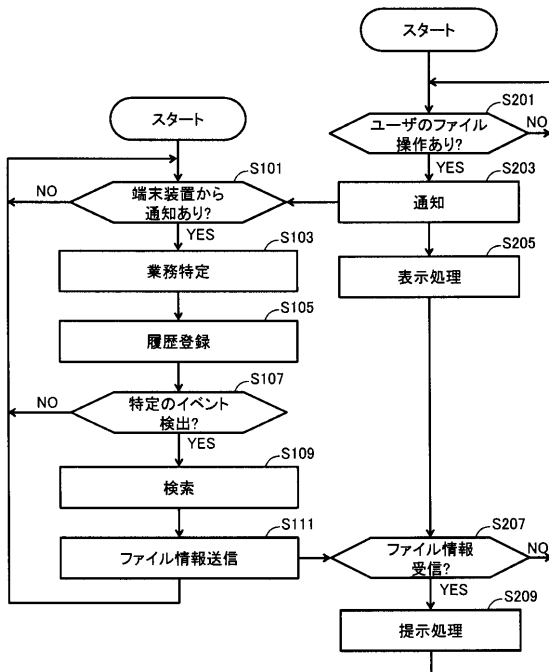 スタート
S201
ユーザのファイル
操作あり?
NO
YES
S203
通知
S205
表示処理
S207
ファイル情報
受信?
NO
YES
S209
提示処理
スタート
S101
端末装置から
通知あり?
NO
YES
S103
業務特定
S105
履歴登録
S107
特定のイベント
検出?
NO
YES
S109
検索
S111
ファイル情報送信